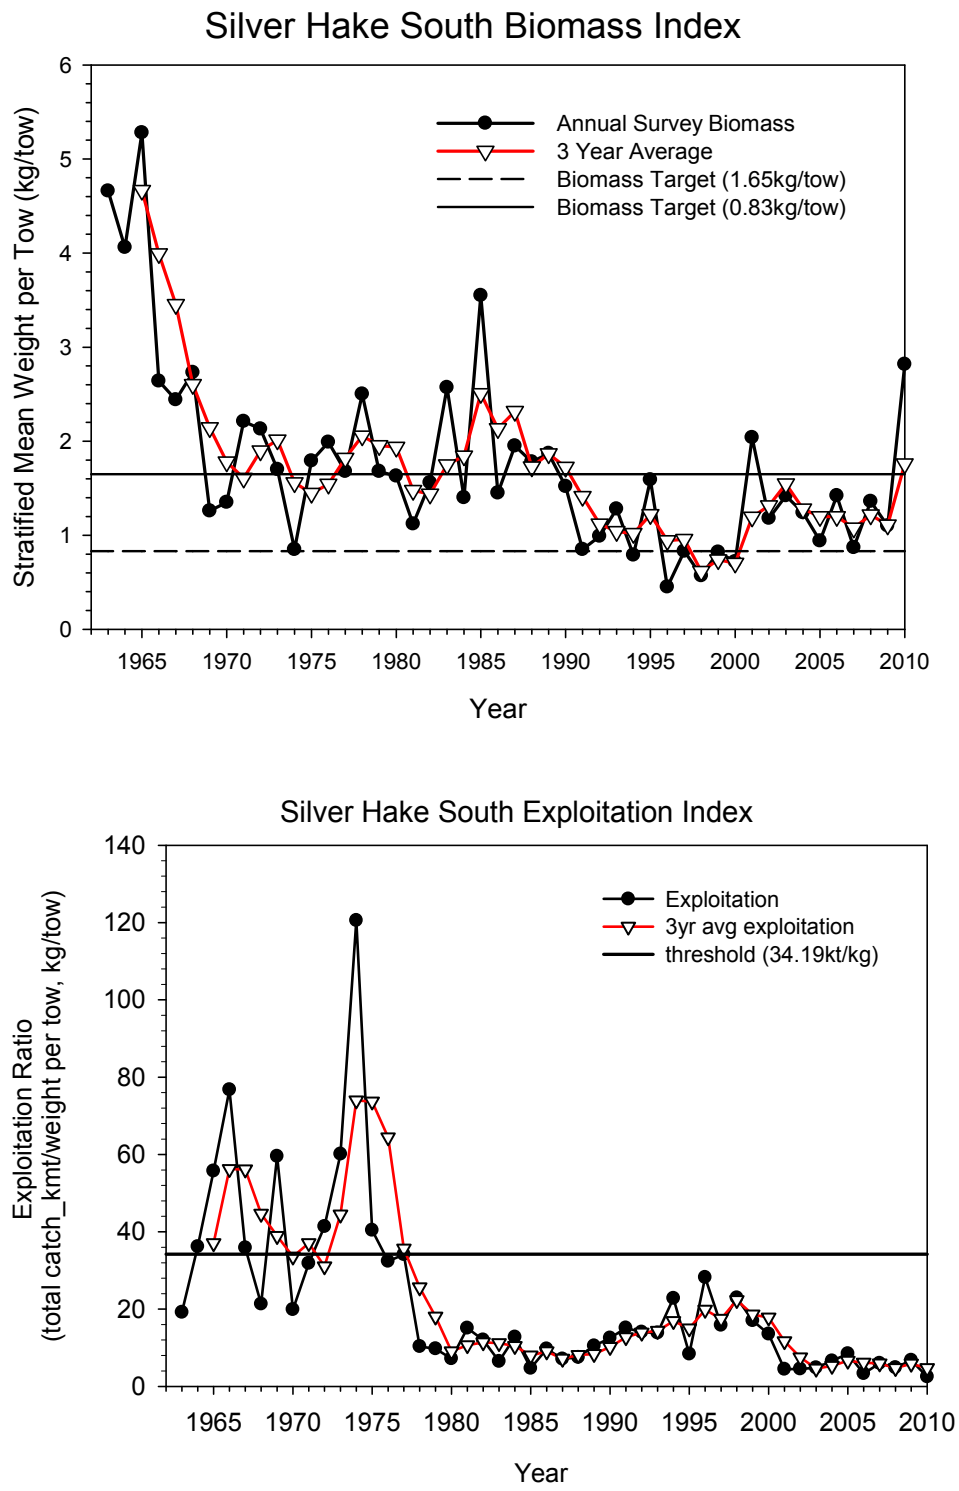 Silver Hake South Biomass Index
6
5
4
3
2
1
0
Stratified Mean Weight per Tow (kg/tow)
Annual Survey Biomass
3 Year Average
Biomass Target (1.65kg/tow)
Biomass Target (0.83kg/tow)
1965 1970 1975 1980 1985 1990 1995 2000 2005 2010
Year
Silver Hake South Exploitation Index
140
120
100
80
60
40
20
0
Exploitation Ratio
(total catch_kmt/weight per tow, kg/tow)
Exploitation
3yr avg exploitation
threshold (34.19kt/kg)
1965 1970 1975 1980 1985 1990 1995 2000 2005 2010
Year